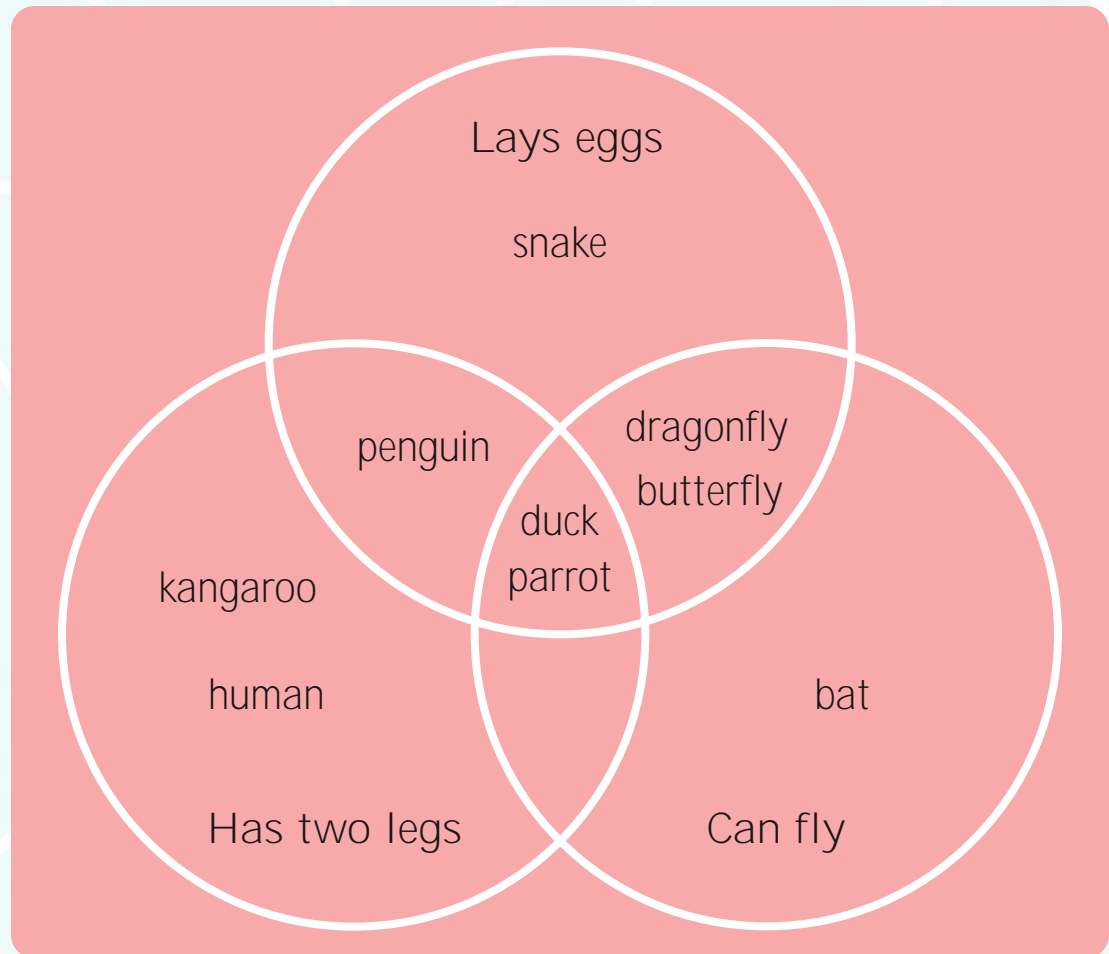 Lays eggs
snake
dragonfly
penguin
butterfly
duck
parrot
kangaroo
human
bat
Has two legs
Can fly